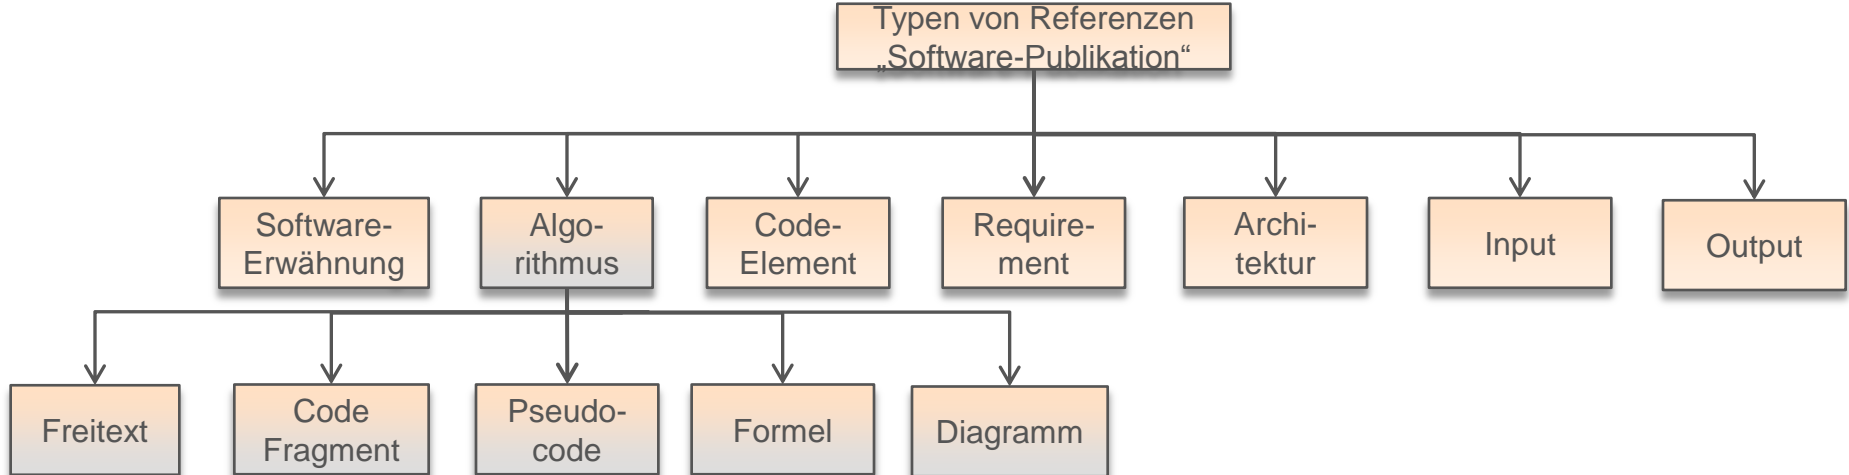 Typen von Referenzen
„Software-Publikation“
Software-
Erwähnung
Algo-
rithmus
Code-
Element
Require-
ment
Archi-
tektur
Input
Output
Freitext
Code
Fragment
Pseudo-
code
Formel
Diagramm